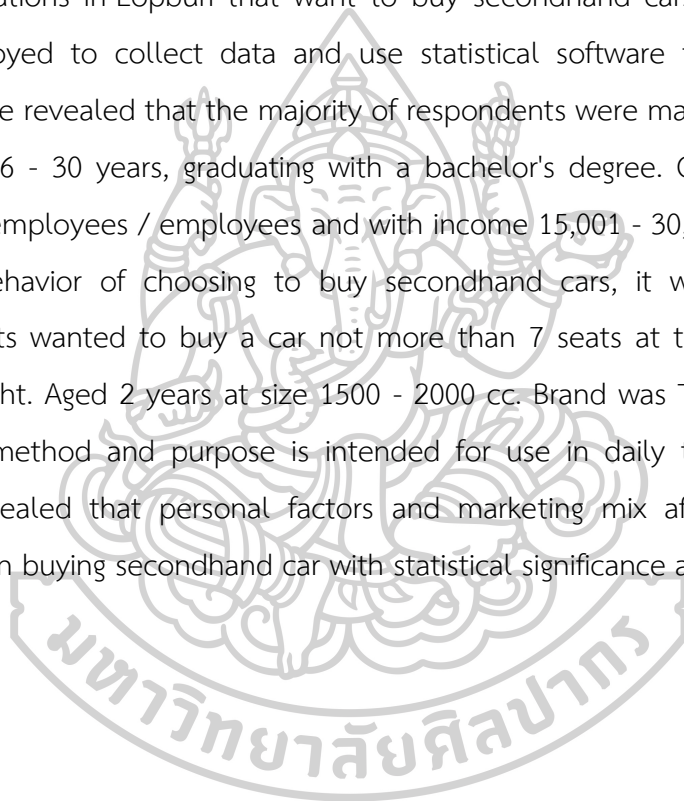 ations in Lopburi that want to buy secondhand car
oyed to collect data and use statistical software
e revealed that the majority of respondents were ma
6 - 30 years, graduating with a bachelor's degree.
employees / employees and with income 15,001 - 30,
ehavior of choosing to buy secondhand cars, it w
ts wanted to buy a car not more than 7 seats at t
ht. Aged 2 years at size 1500 - 2000 cc. Brand was T
method and purpose is intended for use in daily t
ealed that personal factors and marketing mix af
n buying secondhand car with statistical significance a
มหาวิทยาลัยศิลปากร